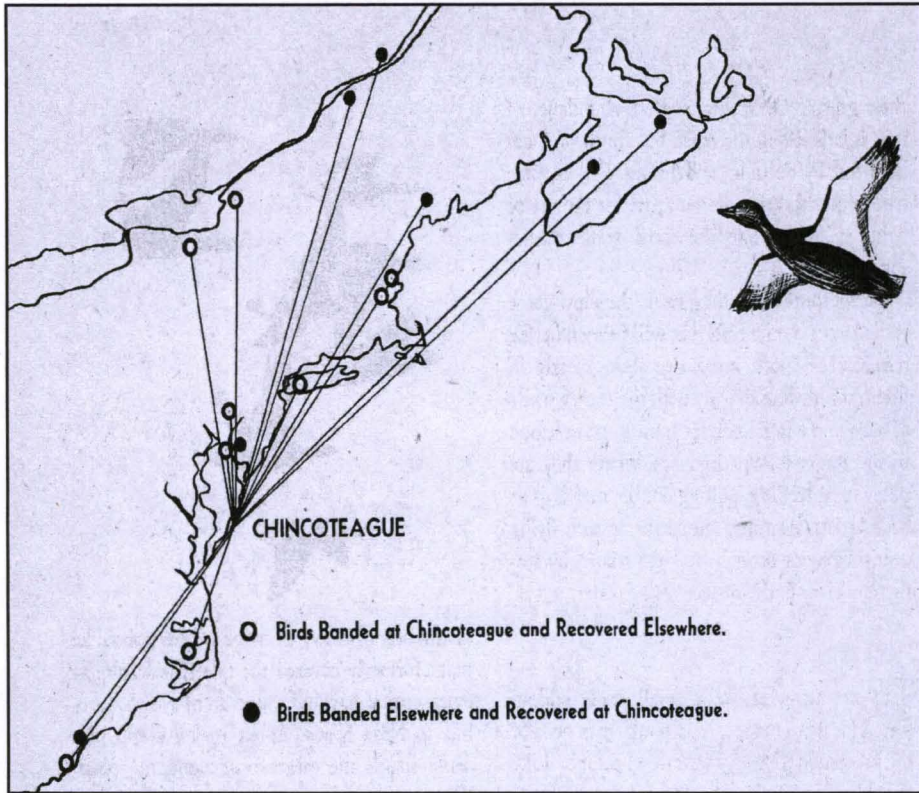 CHINCOTEAGUE
Birds Banded at Chincoteague and Recovered Elsewhere.
Birds Banded Elsewhere and Recovered at Chincoteague.